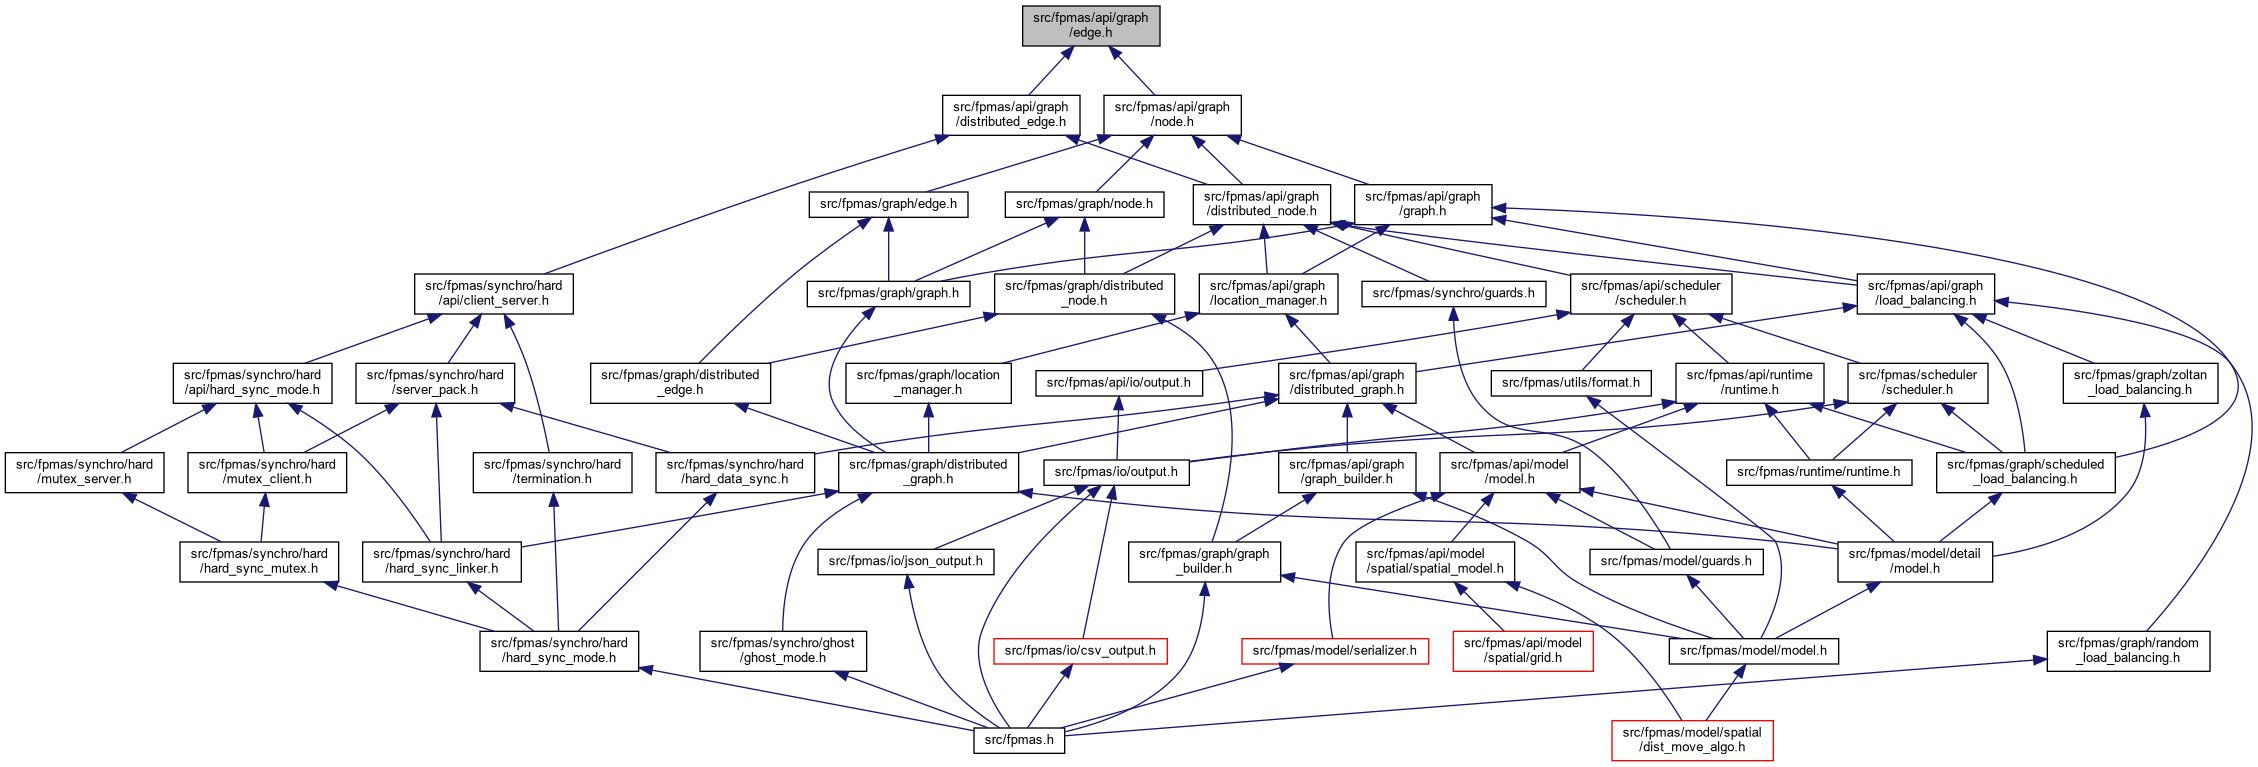 src/fpmas/api/graph
/edge.h
src/fpmas/api/graph
/distributed_edge.h
src/fpmas/api/graph
/node.h
src/fpmas/graph/edge.h
src/fpmas/graph/node.h
src/fpmas/api/graph
/distributed_node.h
src/fpmas/api/graph
/graph.h
src/fpmas/synchro/hard
/api/client_server.h
src/fpmas/graph/graph.h
src/fpmas/graph/distributed
_node.h
src/fpmas/api/graph
/location_manager.h
src/fpmas/synchro/guards.h
src/fpmas/api/scheduler
/scheduler.h
src/fpmas/api/graph
/load_balancing.h
src/fpmas/synchro/hard
/api/hard_sync_mode.h
src/fpmas/synchro/hard
/server_pack.h
src/fpmas/graph/distributed
_edge.h
src/fpmas/graph/location
_manager.h
src/fpmas/api/io/output.h
src/fpmas/api/graph
/distributed_graph.h
src/fpmas/utils/format.h
src/fpmas/api/runtime
/runtime.h
src/fpmas/scheduler
/scheduler.h
src/fpmas/graph/zoltan
_load_balancing.h
src/fpmas/synchro/hard
/mutex_server.h
src/fpmas/synchro/hard
/mutex_client.h
src/fpmas/synchro/hard
/termination.h
src/fpmas/synchro/hard
/hard_data_sync.h
src/fpmas/graph/distributed
_graph.h
src/fpmas/io/output.h
src/fpmas/api/graph
/graph_builder.h
src/fpmas/api/model
/model.h
src/fpmas/runtime/runtime.h
src/fpmas/graph/scheduled
_load_balancing.h
src/fpmas/synchro/hard
/hard_sync_mutex.h
src/fpmas/synchro/hard
/hard_sync_linker.h
src/fpmas/io/json_output.h
src/fpmas/graph/graph
_builder.h
src/fpmas/api/model
/spatial/spatial_model.h
src/fpmas/model/guards.h
src/fpmas/model/detail
/model.h
src/fpmas/synchro/hard
/hard_sync_mode.h
src/fpmas/synchro/ghost
/ghost_mode.h
src/fpmas/io/csv_output.h
src/fpmas/model/serializer.h
src/fpmas/api/model
/spatial/grid.h
src/fpmas/model/model.h
src/fpmas/graph/random
_load_balancing.h
src/fpmas.h
src/fpmas/model/spatial
/dist_move_algo.h